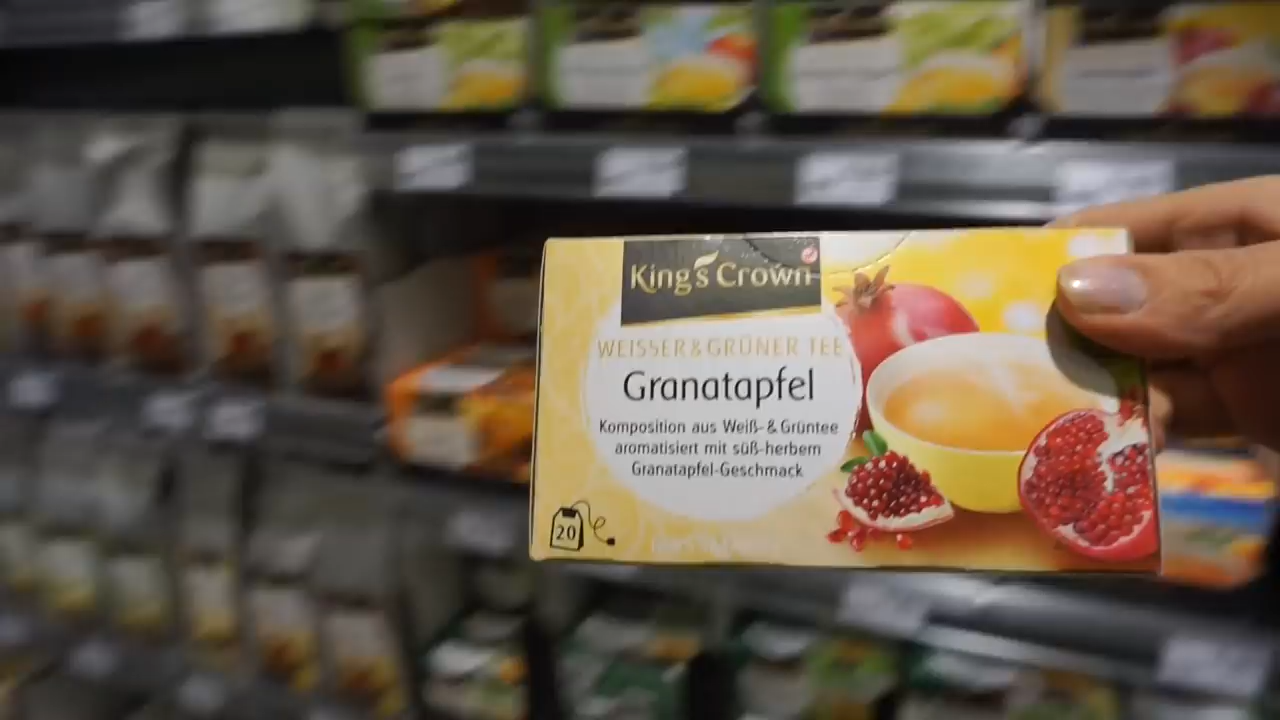 King's Crown
WEISSER & GRÜNER TEE
Granatapfel
Komposition aus Weiß- & Grüntee
aromatisiert mit süß-herbem
Granatapfel-Geschmack
20